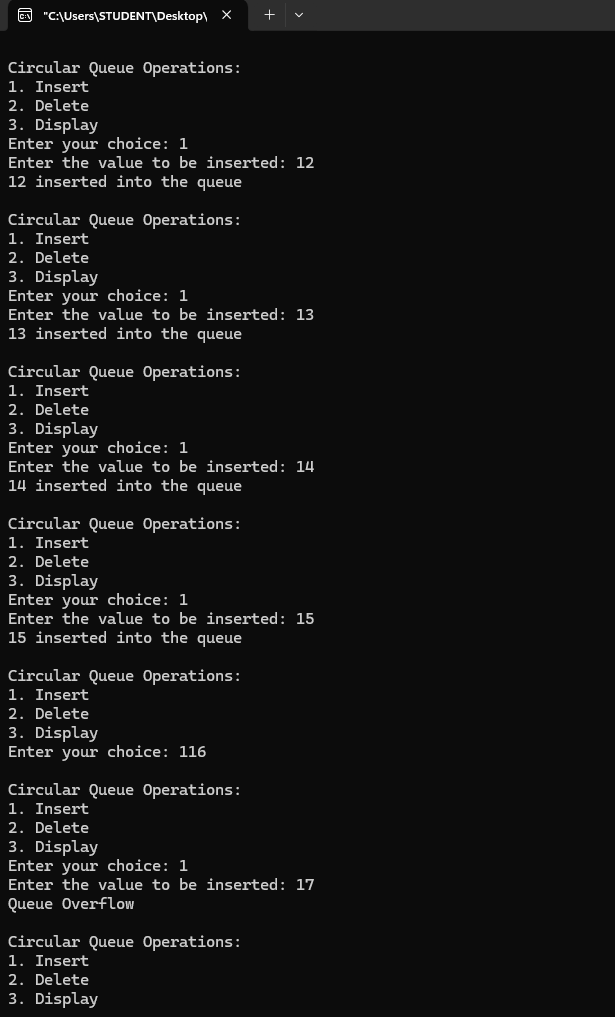 "C:\Users\STUDENT\Desktop\
Circular Queue Operations:
1. Insert
2. Delete
3. Display
Enter your choice: 1
Enter the value to be inserted: 12
12 inserted into the queue
Circular Queue Operations:
1. Insert
2. Delete
3. Display
Enter your choice: 1
Enter the value to be inserted: 13
13 inserted into the queue
Circular Queue Operations:
1. Insert
2. Delete
3. Display
Enter your choice: 1
Enter the value to be inserted: 14
14 inserted into the queue
Circular Queue Operations:
1. Insert
2. Delete
3. Display
Enter your choice: 1
Enter the value to be inserted: 15
15 inserted into the queue
Circular Queue Operations:
1. Insert
2. Delete
3. Display
Enter your choice: 116
Circular Queue Operations:
1. Insert
2. Delete
3. Display
Enter your choice: 1
Enter the value to be inserted: 17
Queue Overflow
Circular Queue Operations:
1. Insert
2. Delete
3. Display